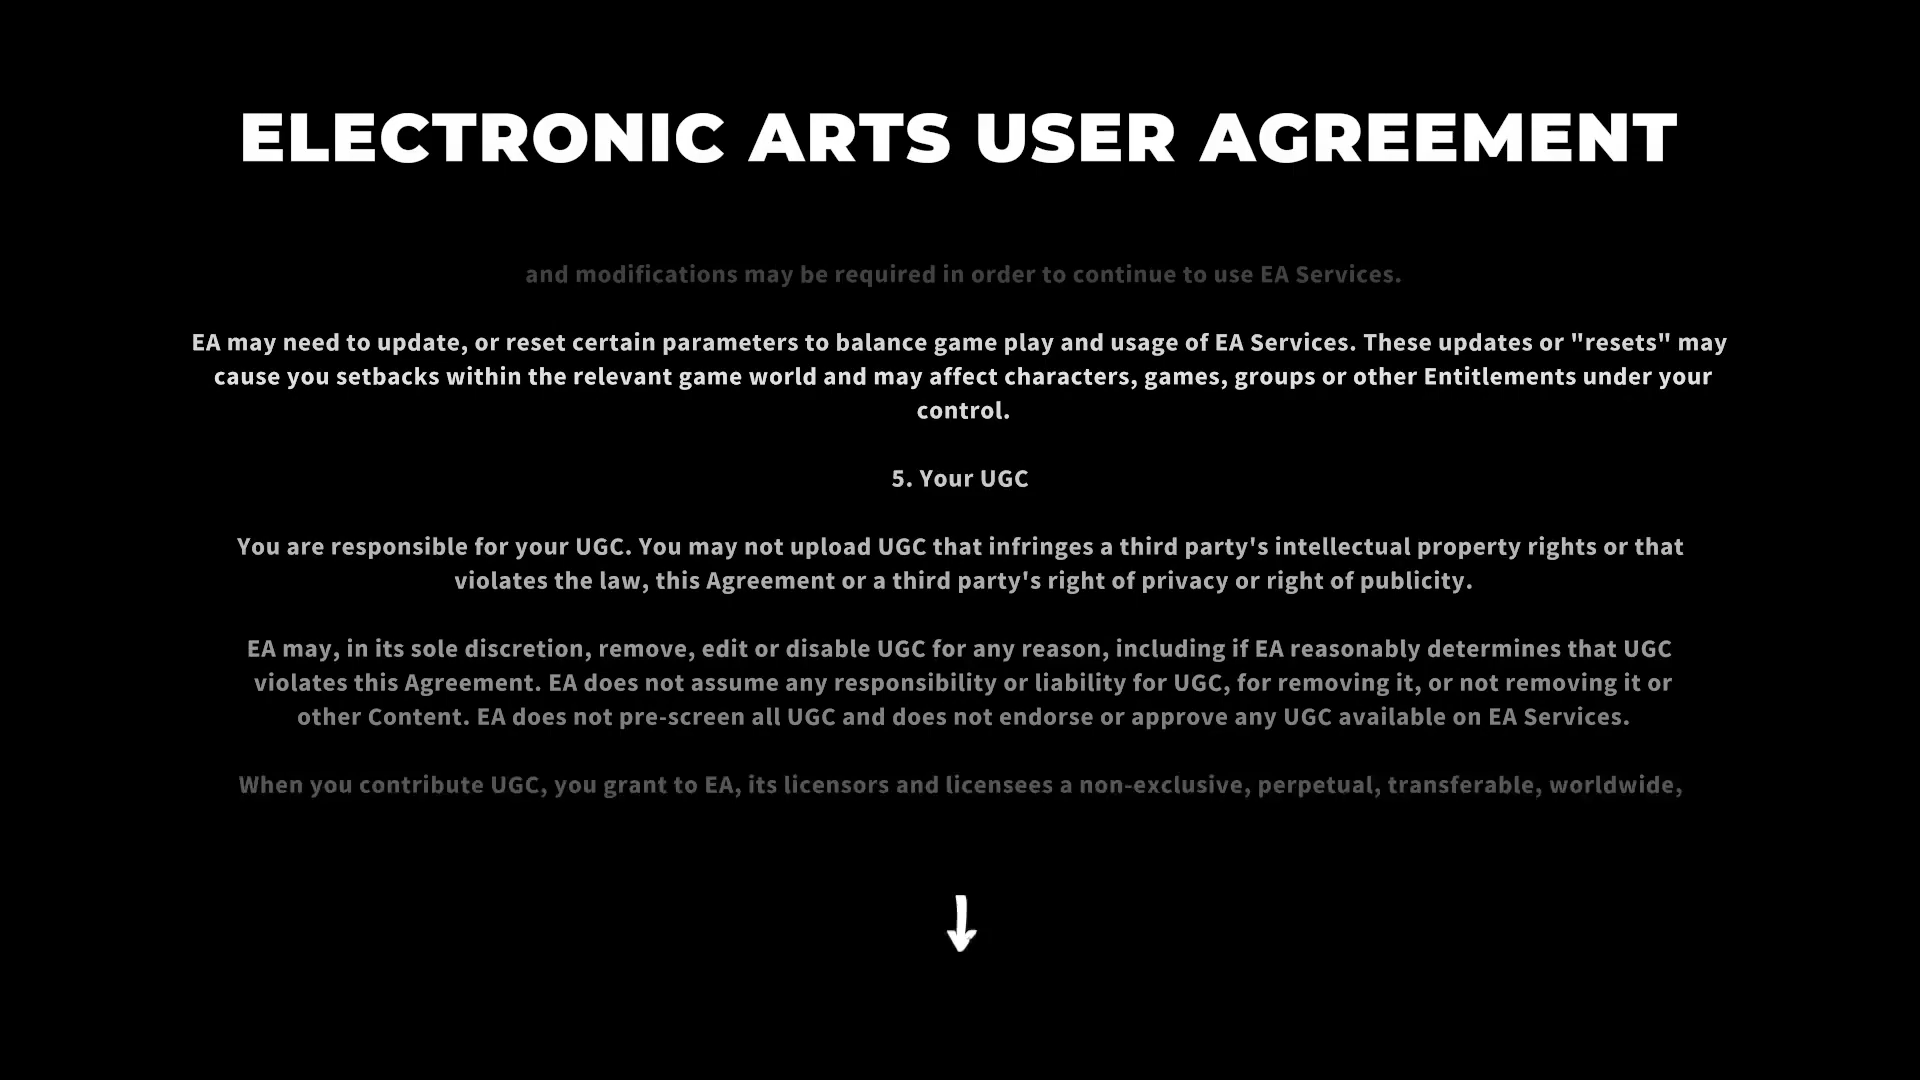 ELECTRONIC ARTS USER AGREEMENT
and modifications may be required in order to continue to use EA Services.
EA may need to update, or reset certain parameters to balance game play and usage of EA Services. These updates or "resets" may
cause you setbacks within the relevant game world and may affect characters, games, groups or other Entitlements under your
control.
5. Your UGC
You are responsible for your UGC. You may not upload UGC that infringes a third party's intellectual property rights or that
violates the law, this Agreement or a third party's right of privacy or right of publicity.
EA may, in its sole discretion, remove, edit or disable UGC for any reason, including if EA reasonably determines that UGC
violates this Agreement. EA does not assume any responsibility or liability for UGC, for removing it, or not removing it or
other Content. EA does not pre-screen all UGC and does not endorse or approve any UGC available on EA Services.
When you contribute UGC, you grant to EA, its licensors and licensees a non-exclusive, perpetual, transferable, worldwide,